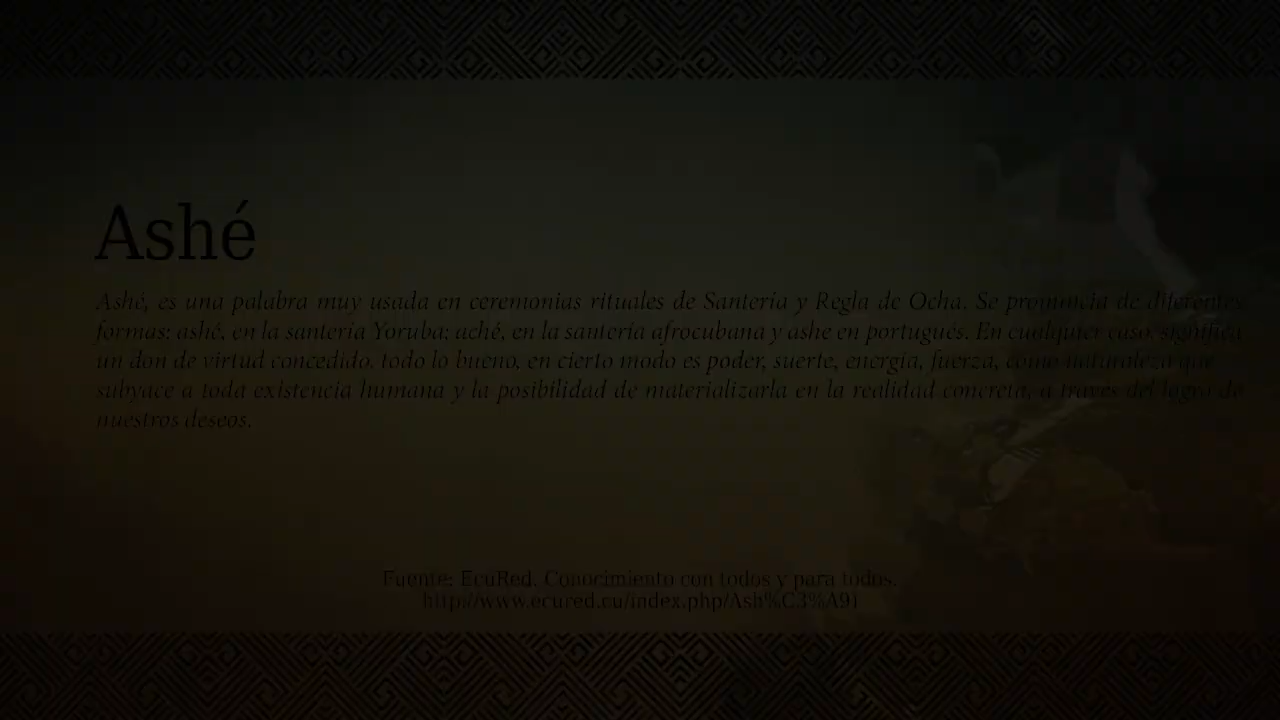 Ashé
Ashé, es una palabra muy usada en ceremonias rituales de Santería y Regla de Ocha. Se pronuncia de diferentes
formas: ashé, en la santería Yoruba; aché, en la santería afrocubana y ashe en portugués. En cualquier caso, significa
un don de virtud concedido, todo lo bueno, en cierto modo es poder, suerte, energía, fuerza, como naturaleza que
subyace a toda existencia humana y la posibilidad de materializarla en la realidad concreta, a través del logro de
nuestros deseos.
Fuente: EcuRed. Conocimiento con todos y para todos.
http://www.ecured.cu/index.php/Ash%C3%A9)